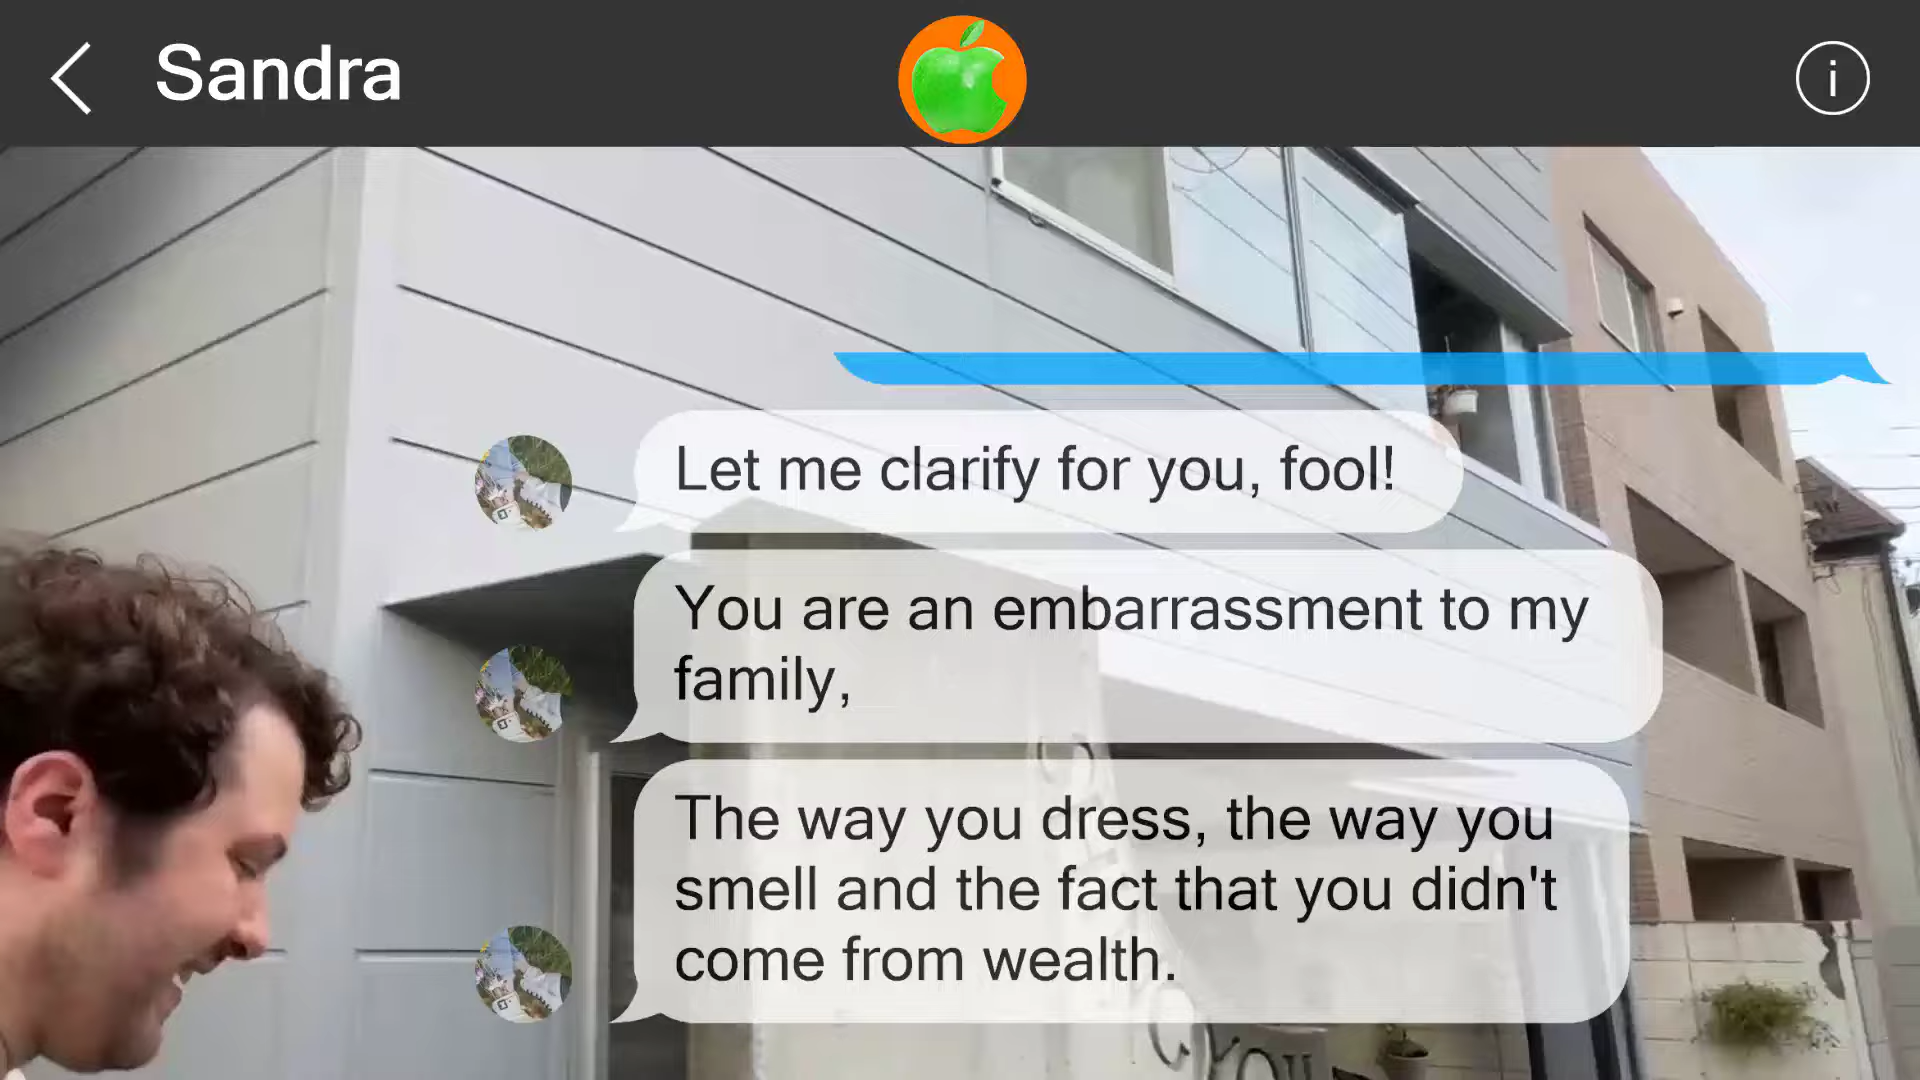 Sandra
i
Let me clarify for you, fool!
You are an embarrassment to my
family,
The way you dress, the way you
smell and the fact that you didn't
come from wealth.